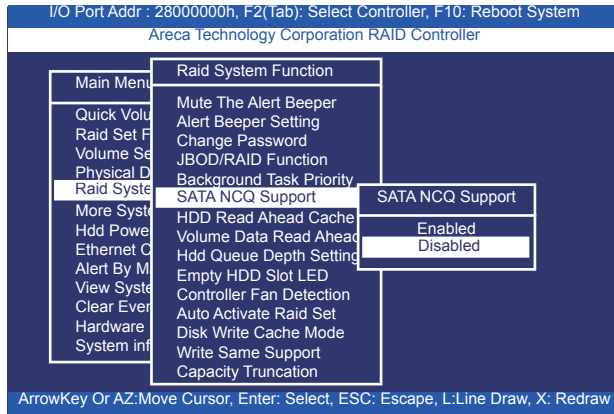 I/O Port Addr : 28000000h, F2(Tab): Select Controller, F10: Reboot System
Areca Technology Corporation RAID Controller
Main Menu
Quick Volu
Raid Set F
Volume Se
Physical D
Raid Syste
More Syste
Hdd Powe
Ethernet C
Alert By M
View Syste
Clear Even
Hardware
System inf
Raid System Function
Mute The Alert Beeper
Alert Beeper Setting
Change Password
JBOD/RAID Function
Background Task Priority
SATA NCQ Support
HDD Read Ahead Cache
Volume Data Read Ahead
Hdd Queue Depth Setting
Empty HDD Slot LED
Controller Fan Detection
Auto Activate Raid Set
Disk Write Cache Mode
Write Same Support
Capacity Truncation
SATA NCQ Support
Enabled
Disabled
ArrowKey Or AZ:Move Cursor, Enter: Select, ESC: Escape, L:Line Draw, X: Redraw